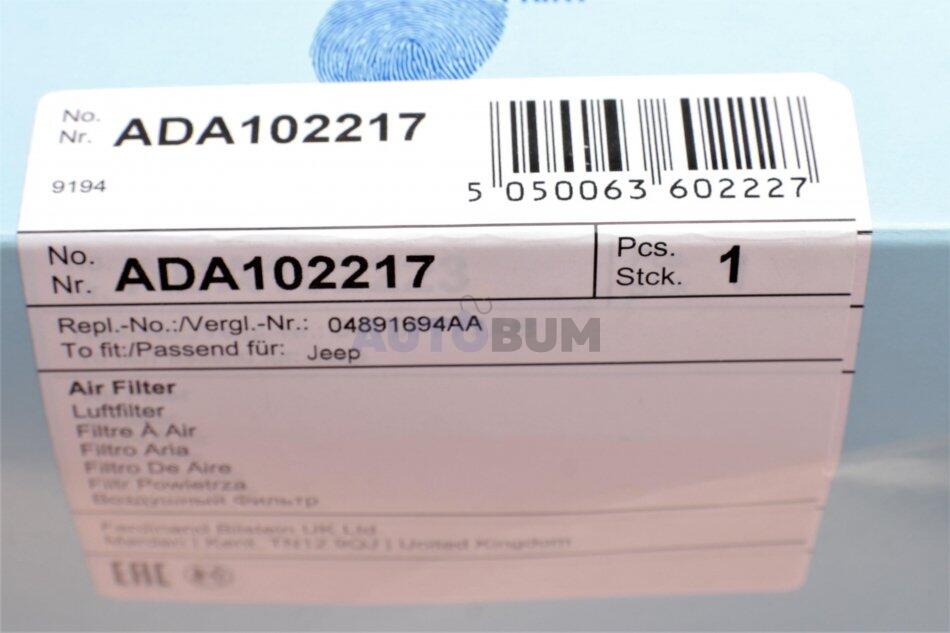 No.
Nr. ADA102217
9194
5 050063 602227
No.
Nr. ADA102217
Pcs.
Stck. 1
Repl.-No.:/Vergl.-Nr.: 04891694AA
To fit:/Passend für: Jeep
AUTOBUM
Air Filter
Luftfilter
Filtre À Air
Filtro Aria
Filtro De Aire
Filtr Powietrza
Воздушный Фильтр
Ferdinand Bilstein UK Ltd
Marden | Kent. TN12 9QJ | United Kingdom
EAC